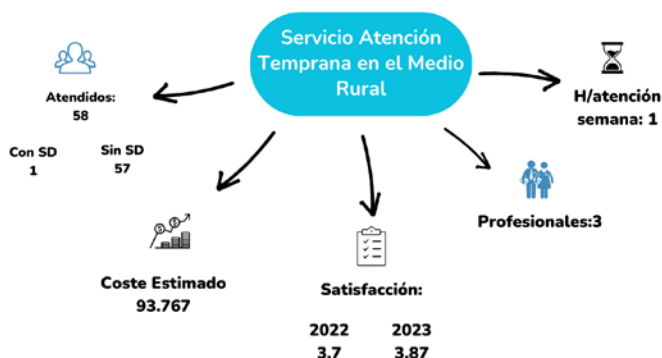 Servicio Atención
Temprana en el Medio
Rural
Atendidos:
58
Con SD
1
Sin SD
57
Coste Estimado
93.767
Satisfacción:
2022
3.7
2023
3.87
Profesionales:3
H/atención
semana: 1